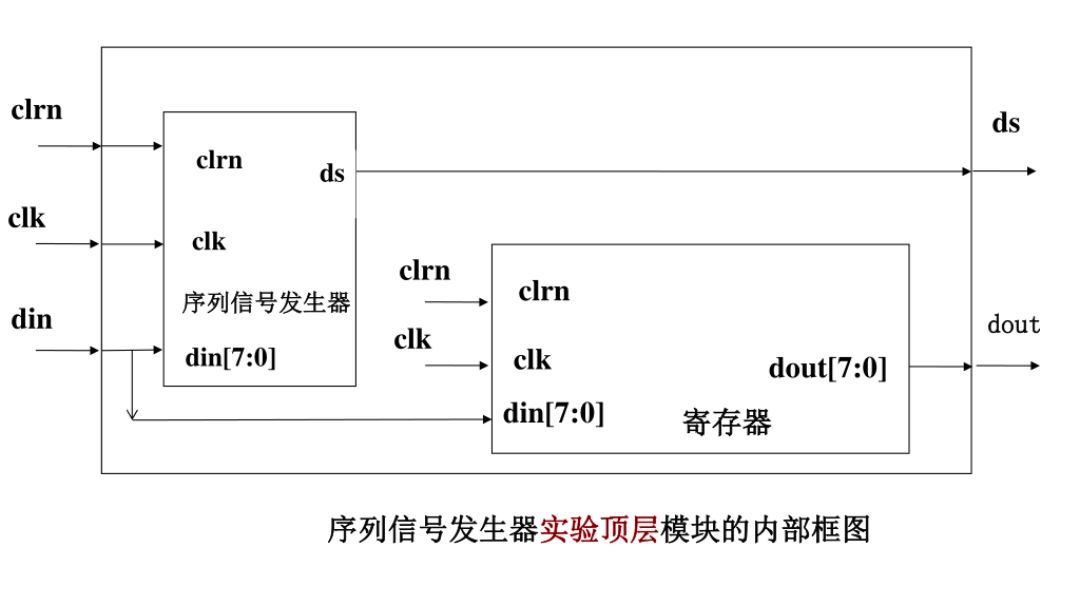 clrn
clk
din
clrn
ds
clk
序列信号发生器
din[7:0]
clrn
clk
clrn
clk
dout[7:0]
din[7:0]
寄存器
ds
dout
序列信号发生器实验顶层模块的内部框图